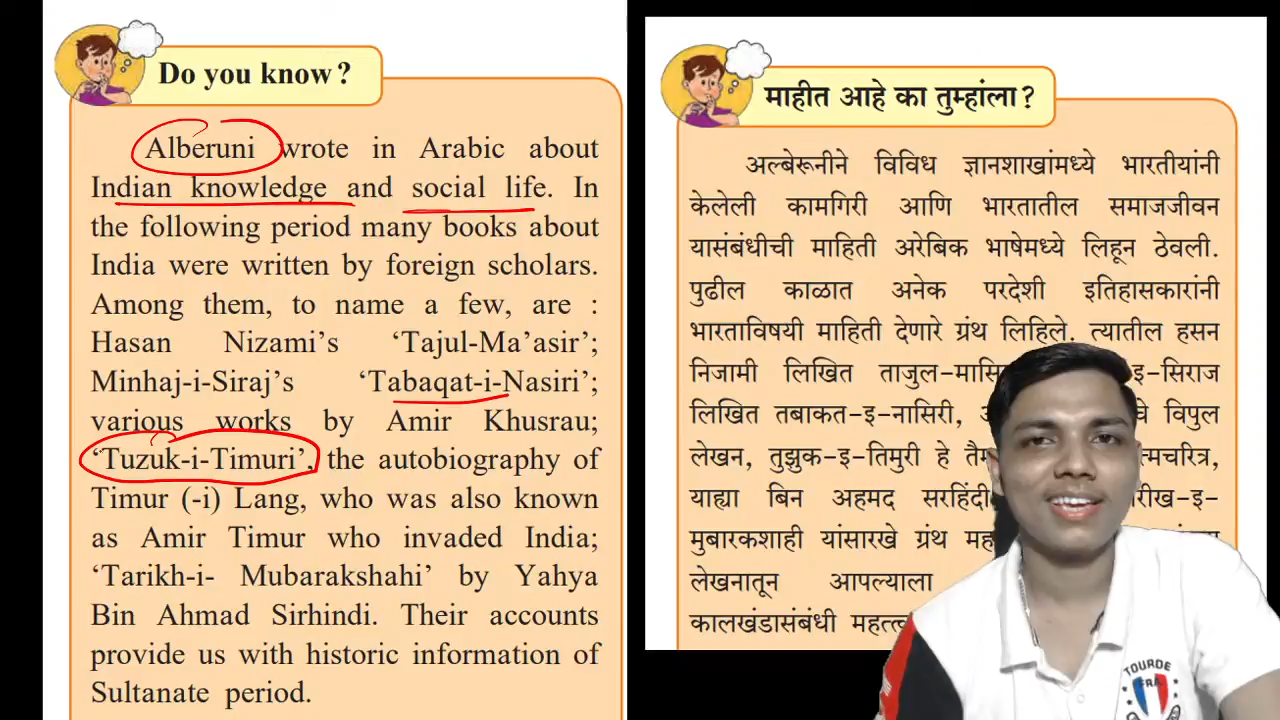 Do you know?
Alberuni wrote in Arabic about
Indian knowledge and social life. In
the following period many books about
India were written by foreign scholars.
Among them, to name a few, are :
Hasan Nizami's 'Tajul-Ma'asir';
Minhaj-i-Siraj's 'Tabaqat-i-Nasiri';
various works by Amir Khusrau;
'Tuzuk-i-Timuri', the autobiography of
Timur (-i) Lang, who was also known
as Amir Timur who invaded India;
'Tarikh-i- Mubarakshahi' by Yahya
Bin Ahmad Sirhindi. Their accounts
provide us with historic information of
Sultanate period.
माहीत आहे का तुम्हांला?
अल्बेरूनीने विविध ज्ञानशाखांमध्ये भारतीयांनी
केलेली कामगिरी आणि भारतातील समाजजीवन
यासंबंधीची माहिती अरेबिक भाषेमध्ये लिहून ठेवली.
पुढील काळात अनेक परदेशी इतिहासकारांनी
भारताविषयी माहिती देणारे ग्रंथ लिहिले. त्यातील हसन
निजामी लिखित ताजुल-मासि इ-सिराज
लिखित तबाकत-इ-नासिरी, चे विपुल
लेखन, तुझुक-इ-तिमुरी हे तैमू त्मचरित्र,
याह्या बिन अहमद सरहिंदी रीख-इ-
मुबारकशाही यांसारखे ग्रंथ मह
लेखनातून आपल्याला
कालखंडासंबंधी महत्त्व
TOURDE
FRA